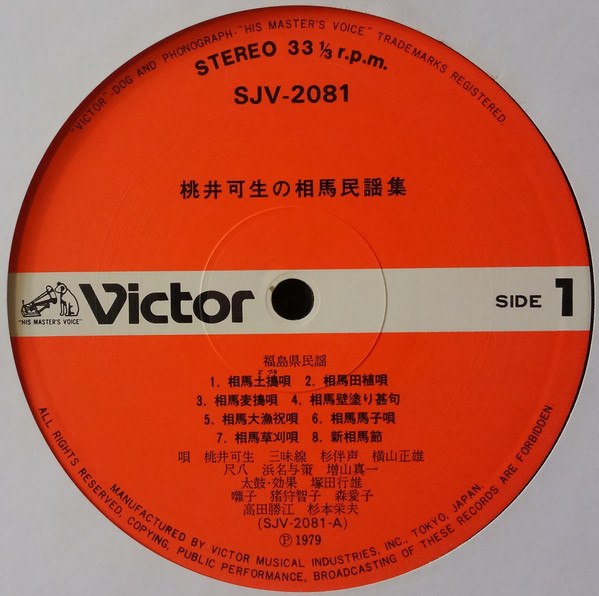 "VICTOR"-DOG AND PHONOGRAPH-"HIS MASTER'S VOICE" TRADEMARKS REGISTERED.
STEREO 33 ⅓ r.p.m.
SJV-2081
桃井可生の相馬民謡集
"HIS MASTER'S VOICE"
Victor
SIDE 1
福島県民謡
1. 相馬土搗唄 2. 相馬田植唄
3. 相馬麦搗唄 4. 相馬壁塗り甚句
5. 相馬大漁祝唄 6. 相馬馬子唄
7. 相馬草刈唄 8. 新相馬節
唄 桃井可生 三味線 杉伴声 横山正雄
尺八 浜名与策 増山真一
太鼓·効果 塚田行雄
囃子 猪狩智子 森愛子
高田勝江 杉本栄夫
(SJV-2081-A)
Ⓟ 1979
ALL RIGHTS RESERVED, COPYING, PUBLIC PERFORMANCE, BROADCASTING OF THESE RECORDS ARE FORBIDDEN.
MANUFACTURED BY VICTOR MUSICAL INDUSTRIES, INC., TOKYO, JAPAN.